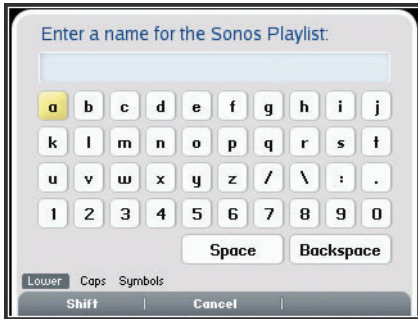 Enter a name for the Sonos Playlist:
a b c d e f g h i j
k l m n o p q r s t
u v w x y z / \ : .
1 2 3 4 5 6 7 8 9 0
Space Backspace
Lower Caps Symbols
Shift | Cancel |